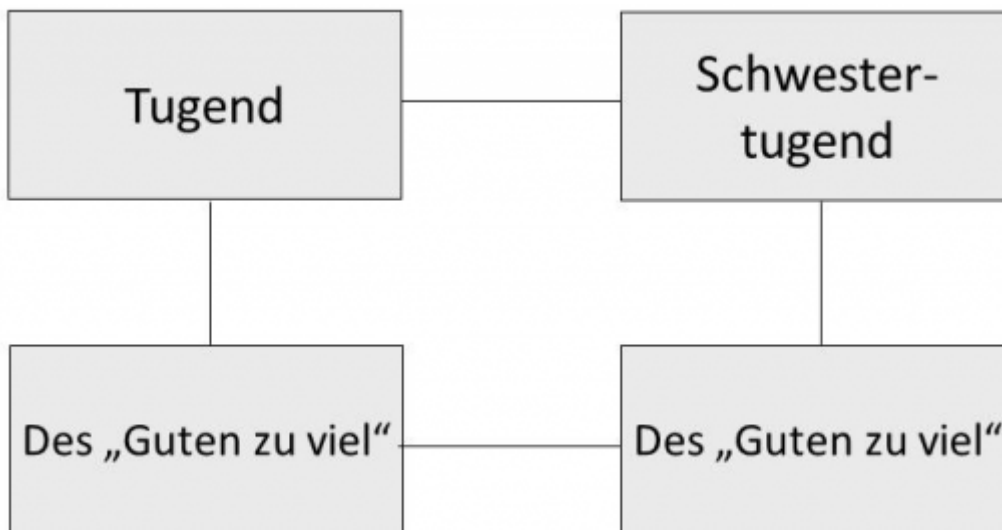 Tugend
Schwester-
tugend
Des „Guten zu viel“
Des „Guten zu viel“